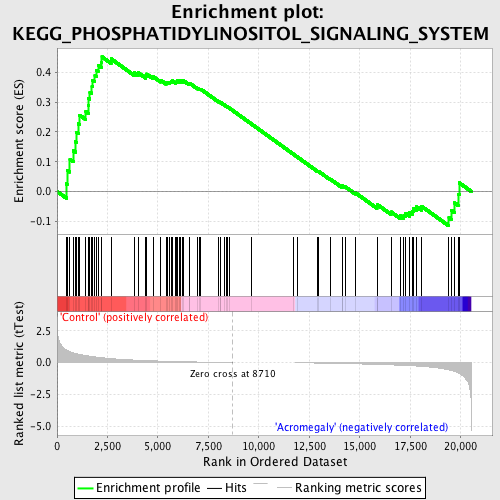 Enrichment plot:
KEGG_PHOSPHATIDYLINOSITOL_SIGNALING_SYSTEM
Enrichment score (ES)
0.4
0.3
0.2
0.1
0.0
-0.1
Ranked list metric (tTest)
'Control' (positively correlated)
2.5
0.0
-2.5
-5.0
Zero cross at 8710
'Acromegaly' (negatively correlated)
0
2,500
5,000
7,500
10,000
12,500
15,000
17,500
20,000
Rank in Ordered Dataset
Enrichment profile
Hits
Ranking metric scores